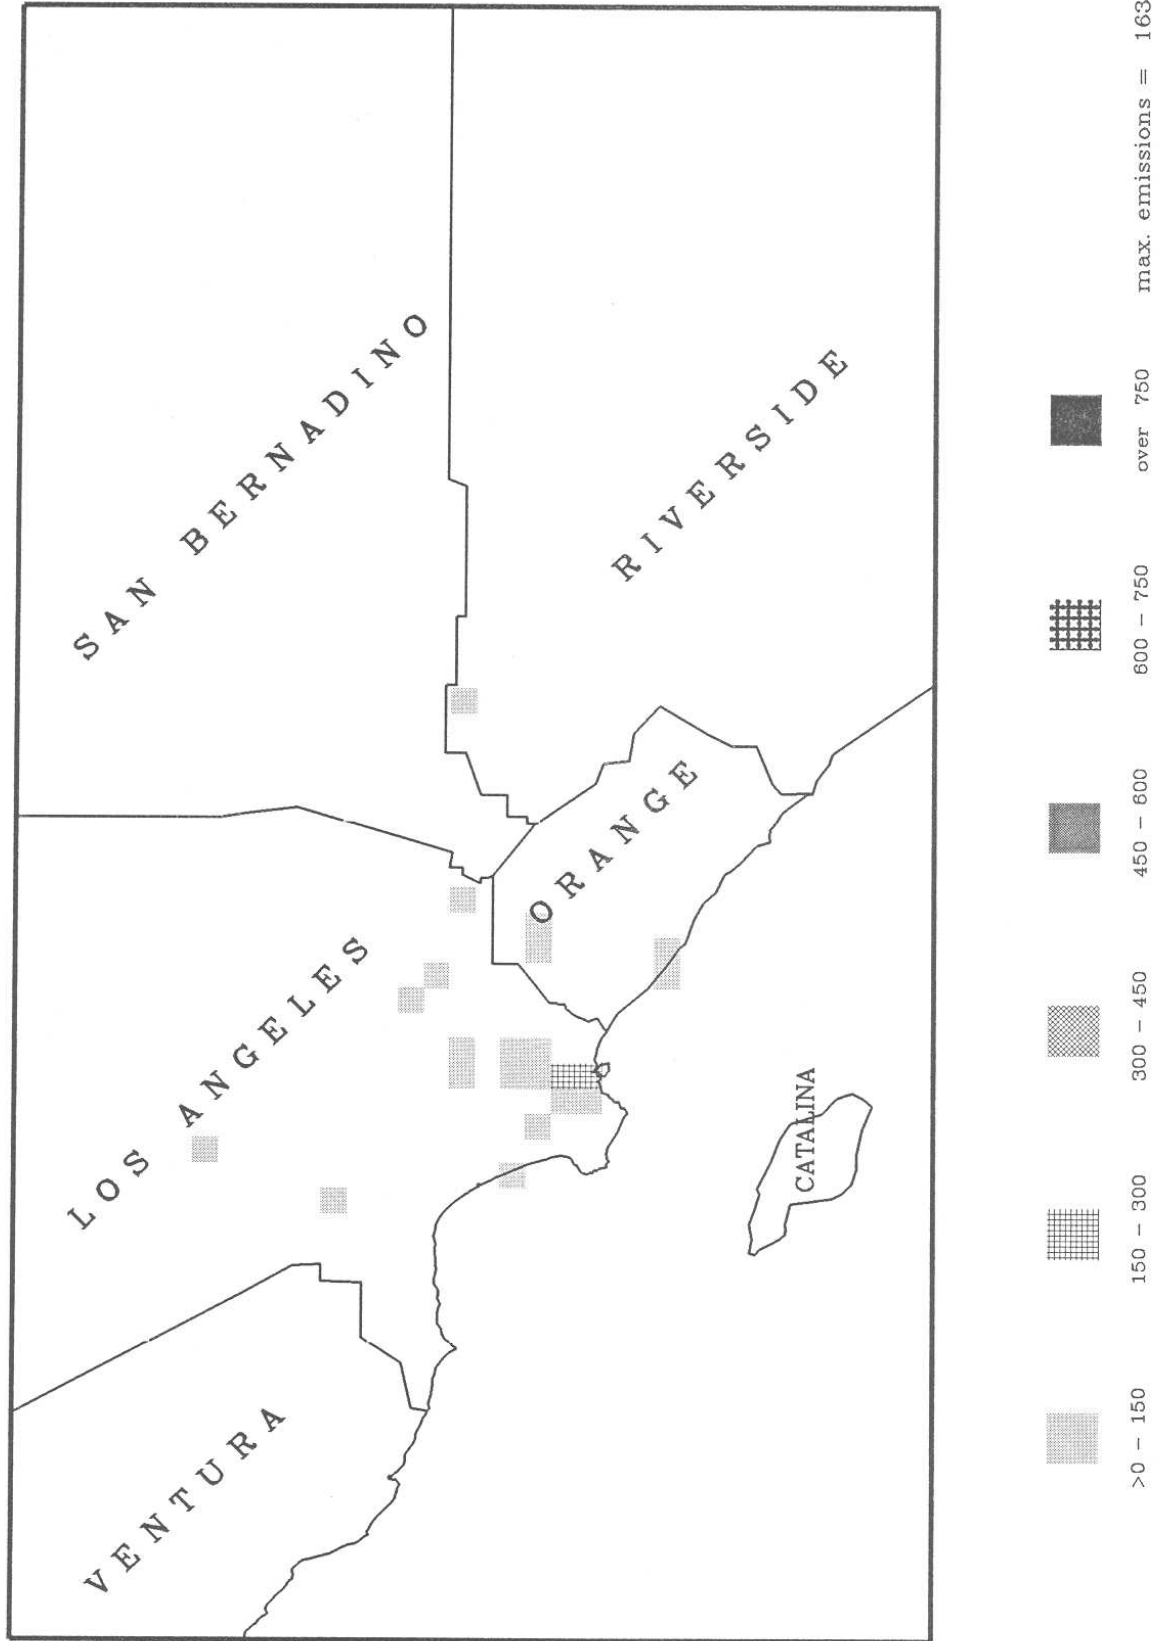 SAN BERNADINO
RIVERSIDE
ORANGE
LOS ANGELES
VENTURA
CATALINA
>0 – 150
150 – 300
300 – 450
450 – 600
600 – 750
over 750
max. emissions = 163